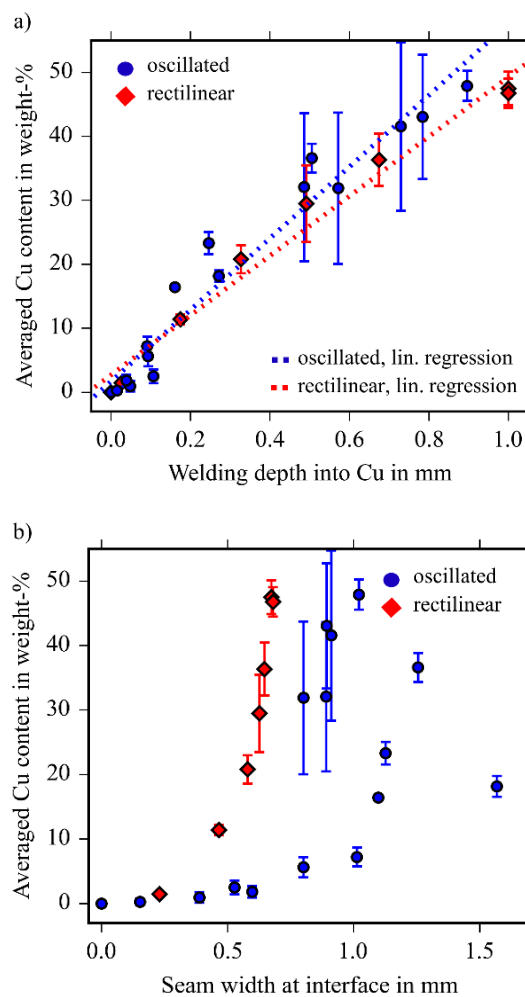 a)
50
40
30
20
10
0
Averaged Cu content in weight-%
oscillated
rectilinear
oscillated, lin. regression
rectilinear, lin. regression
0.0 0.2 0.4 0.6 0.8 1.0
Welding depth into Cu in mm
b)
50
40
30
20
10
0
Averaged Cu content in weight-%
oscillated
rectilinear
0.0 0.5 1.0 1.5
Seam width at interface in mm